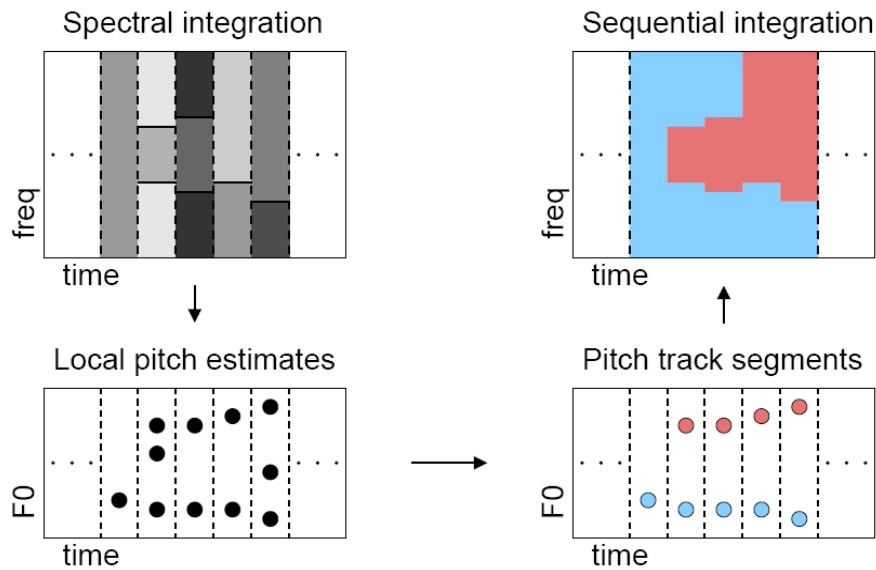 Spectral integration
freq
. . .
. . .
time
Sequential integration
freq
. . .
. . .
time
Local pitch estimates
F0
. . .
. . .
time
Pitch track segments
F0
. . .
. . .
time